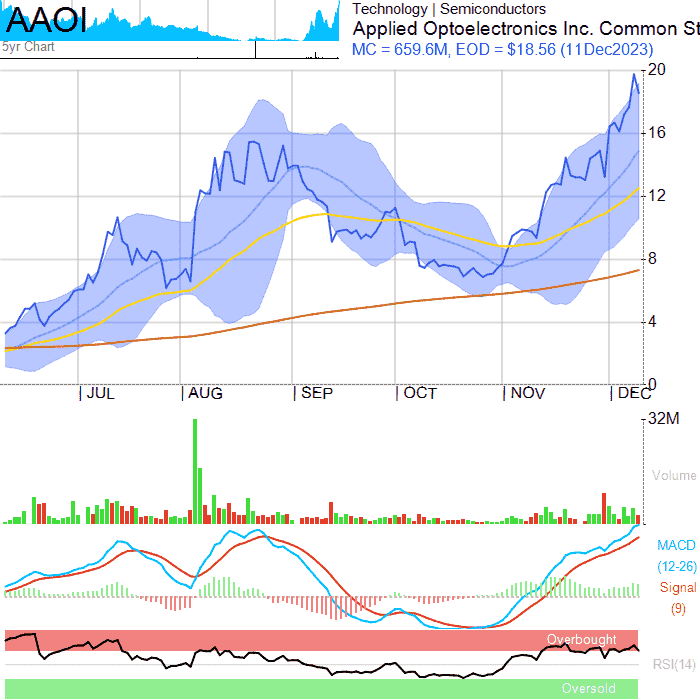 AAOI
5yr Chart
Technology | Semiconductors
Applied Optoelectronics Inc. Common St
MC = 659.6M, EOD = $18.56 (11Dec2023)
20
16
12
8
4
0
JUL AUG SEP OCT NOV DEC
32M
Volume
MACD
(12-26)
Signal
(9)
Overbought
RSI(14)
Oversold